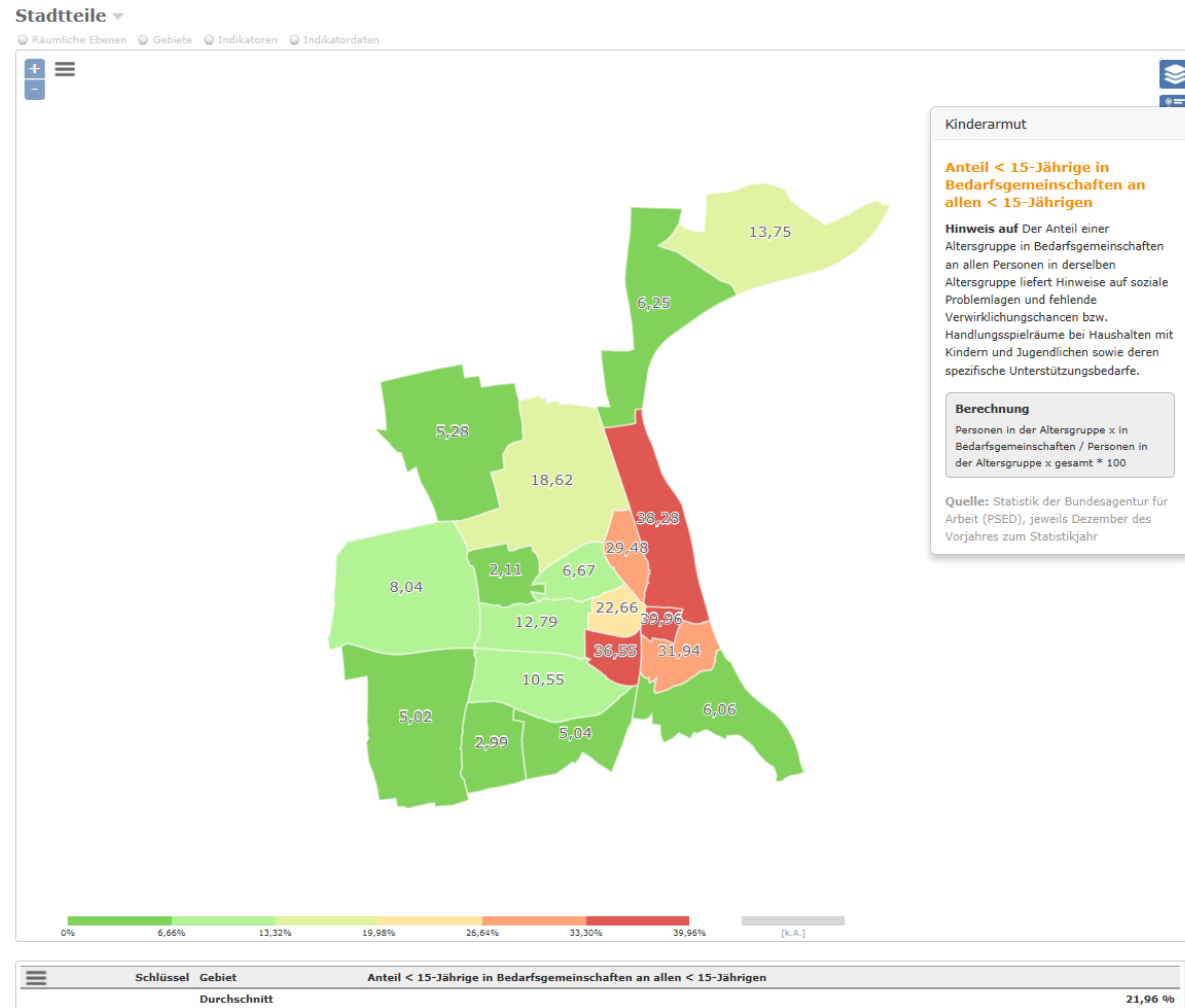 Stadtteile
Räumliche Ebenen Gebiete Indikatoren Indikatordaten
+
-
Kinderarmut
Anteil < 15-Jährige in
Bedarfsgemeinschaften an
allen < 15-Jährigen
Hinweis auf Der Anteil einer
Altersgruppe in Bedarfsgemeinschaften
an allen Personen in derselben
Altersgruppe liefert Hinweise auf soziale
Problemlagen und fehlende
Verwirklichungschancen bzw.
Handlungsspielräume bei Haushalten mit
Kindern und Jugendlichen sowie deren
spezifische Unterstützungsbedarfe.
Berechnung
Personen in der Altersgruppe x in
Bedarfsgemeinschaften / Personen in
der Altersgruppe x gesamt * 100
Quelle: Statistik der Bundesagentur für
Arbeit (PSED), jeweils Dezember des
Vorjahres zum Statistikjahr
13,75
6,25
5,28
18,62
38,28
29,48
2,11
6,67
8,04
22,66
12,79
39,96
36,55
31,94
10,55
5,02
6,06
5,04
2,99
0% 6,66% 13,32% 19,98% 26,64% 33,30% 39,96% [k.A.]
Schlüssel Gebiet Anteil < 15-Jährige in Bedarfsgemeinschaften an allen < 15-Jährigen
Durchschnitt 21,96 %